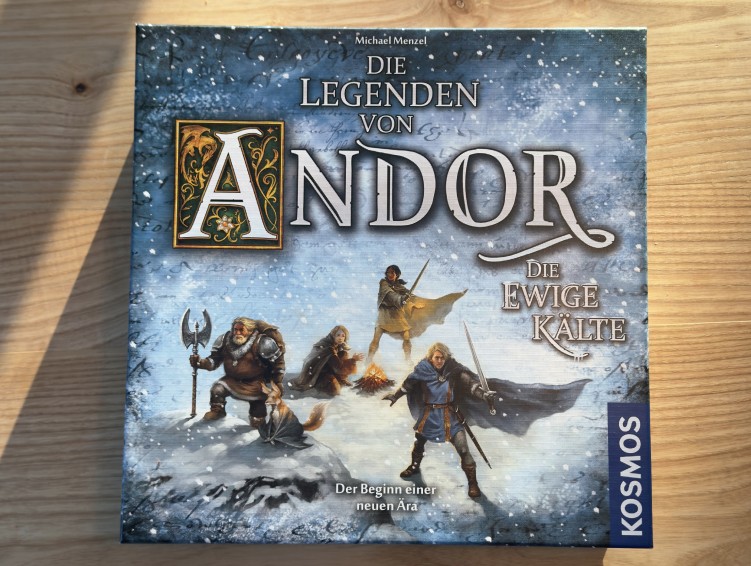 Michael Menzel
DIE
LEGENDEN
VON
ANDOR
DIE
EWIGE
KÄLTE
Der Beginn einer
neuen Ära
KOSMOS